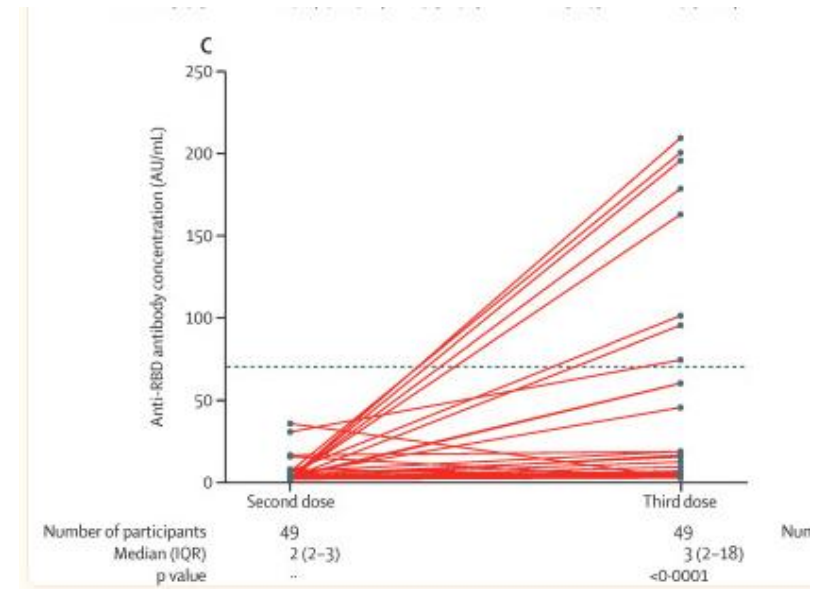 C
250
200
150
100
50
0
Anti-RBD antibody concentration (AU/mL)
Second dose Third dose
Number of participants 49 49 Num
Median (IQR) 2 (2–3) 3 (2–18)
p value ·· <0·0001